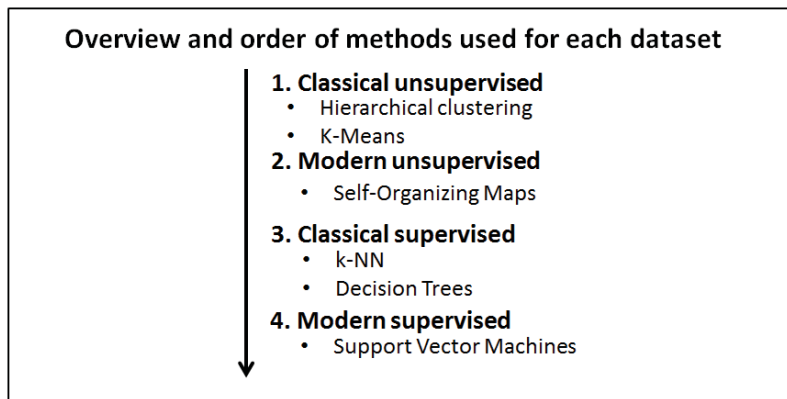 Overview and order of methods used for each dataset
1. Classical unsupervised
• Hierarchical clustering
• K-Means
2. Modern unsupervised
• Self-Organizing Maps
3. Classical supervised
• k-NN
• Decision Trees
4. Modern supervised
• Support Vector Machines